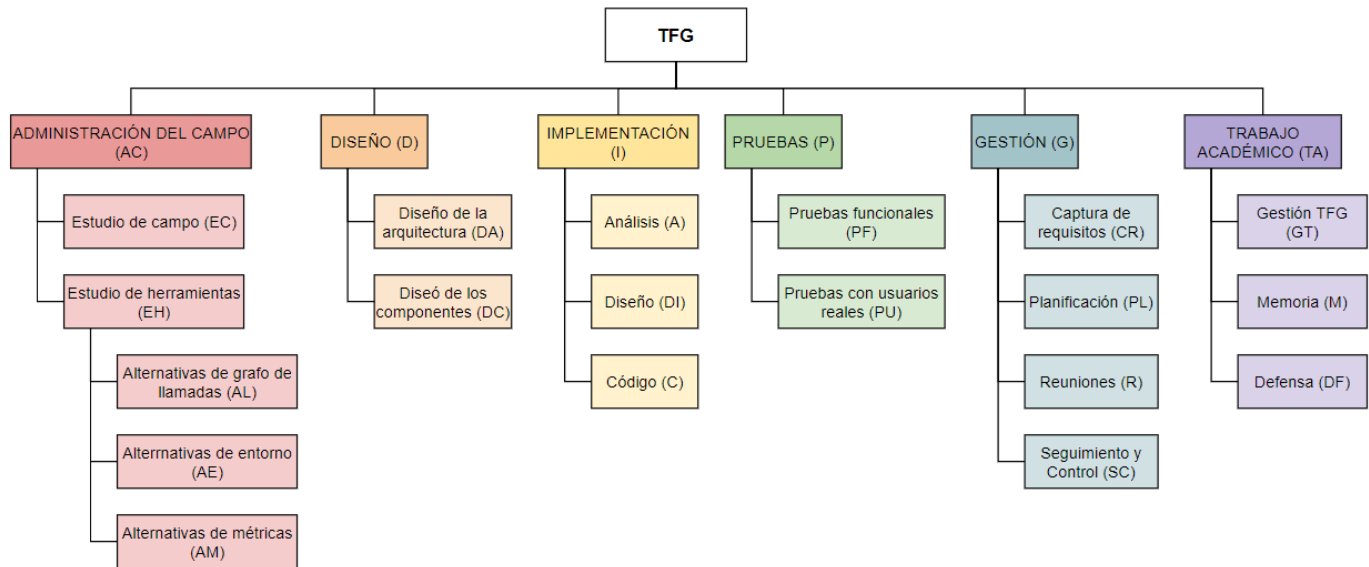 TFG
ADMINISTRACIÓN DEL CAMPO
(AC)
Estudio de campo (EC)
Estudio de herramientas
(EH)
Alternativas de grafo de
llamadas (AL)
Alterrnativas de entorno
(AE)
Alternativas de métricas
(AM)
DISEÑO (D)
Diseño de la
arquitectura (DA)
Diseó de los
componentes (DC)
IMPLEMENTACIÓN
(I)
Análisis (A)
Diseño (DI)
Código (C)
PRUEBAS (P)
Pruebas funcionales
(PF)
Pruebas con usuarios
reales (PU)
GESTIÓN (G)
Captura de
requisitos (CR)
Planificación (PL)
Reuniones (R)
Seguimiento y
Control (SC)
TRABAJO
ACADÉMICO (TA)
Gestión TFG
(GT)
Memoria (M)
Defensa (DF)